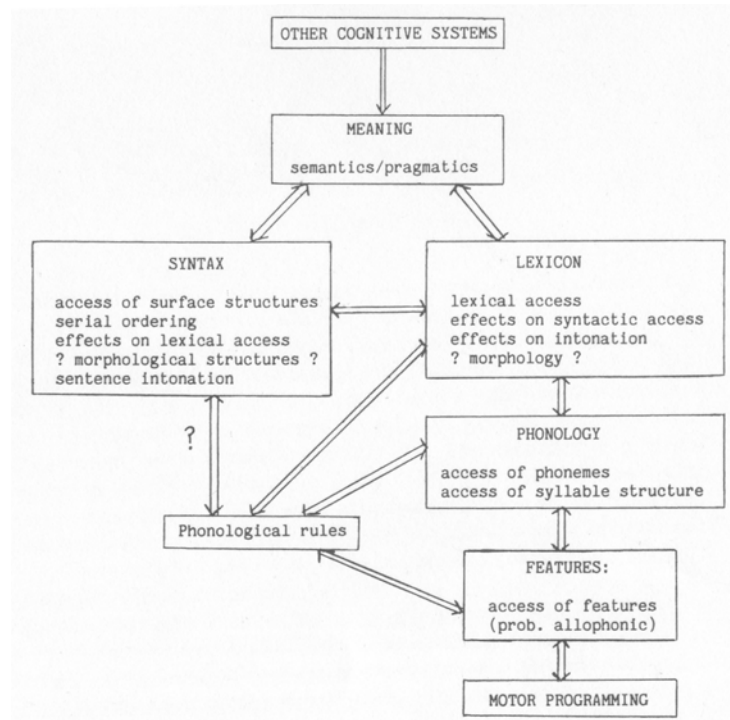 OTHER COGNITIVE SYSTEMS
MEANING
semantics/pragmatics
SYNTAX
access of surface structures
serial ordering
effects on lexical access
? morphological structures ?
sentence intonation
LEXICON
lexical access
effects on syntactic access
effects on intonation
? morphology ?
?
PHONOLOGY
access of phonemes
access of syllable structure
Phonological rules
FEATURES:
access of features
(prob. allophonic)
MOTOR PROGRAMMING